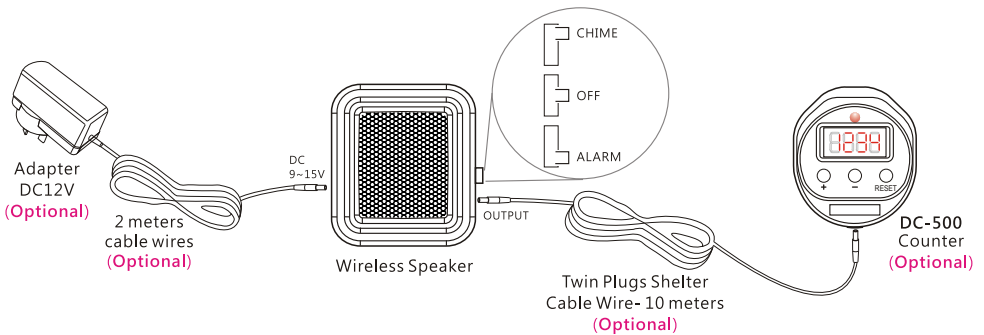 Adapter
DC12V
(Optional)
2 meters
cable wires
(Optional)
DC
9~15V
Wireless Speaker
CHIME
OFF
ALARM
OUTPUT
Twin Plugs Shelter
Cable Wire- 10 meters
(Optional)
1234
+ − RESET
DC-500
Counter
(Optional)